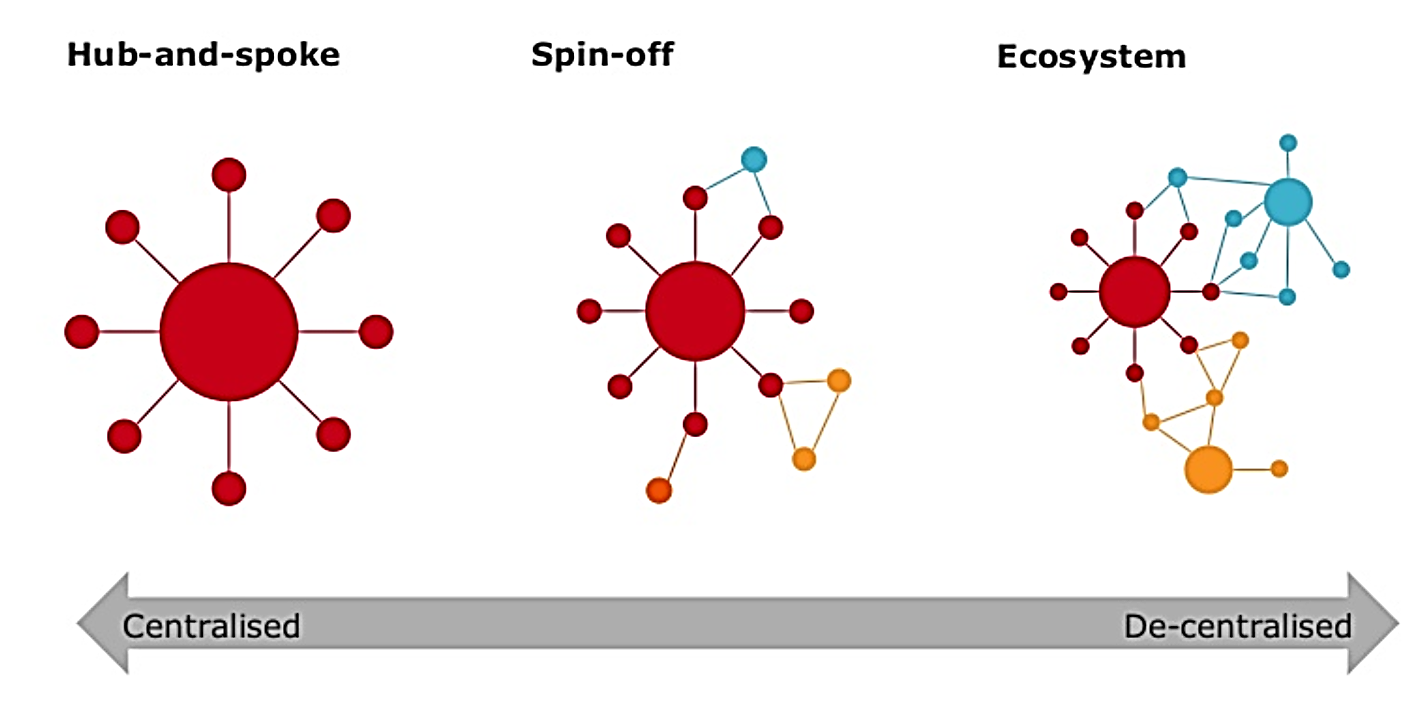 Hub-and-spoke
Spin-off
Ecosystem
Centralised
De-centralised